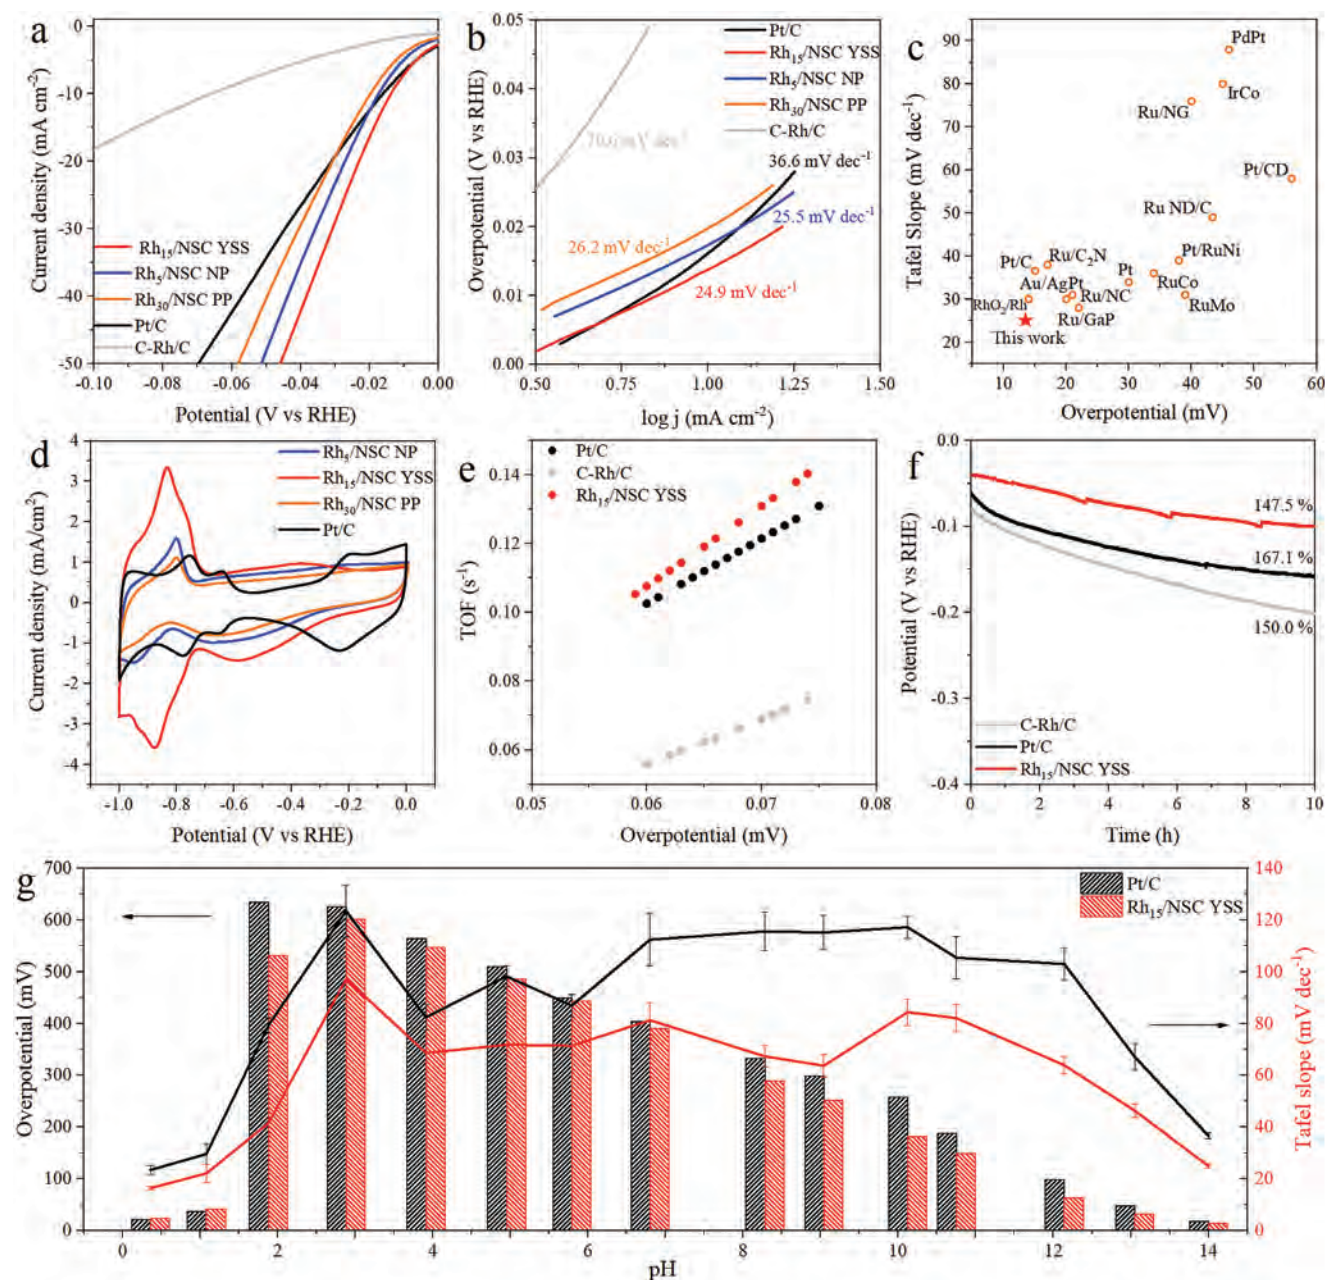 a
Current density (mA cm⁻²)
0
-10
-20
-30
-40
-50
Rh₁₅/NSC YSS
Rh₅/NSC NP
Rh₃₀/NSC PP
Pt/C
C-Rh/C
-0.10
-0.08
-0.06
-0.04
-0.02
0.00
Potential (V vs RHE)
b
Overpotential (V vs RHE)
0.05
0.04
0.03
0.02
0.01
0.00
Pt/C
Rh₁₅/NSC YSS
Rh₅/NSC NP
Rh₃₀/NSC PP
C-Rh/C
mV dec⁻¹
36.6 mV dec⁻¹
25.5 mV dec⁻¹
26.2 mV dec⁻¹
24.9 mV dec⁻¹
0.50
0.75
1.00
1.25
1.50
log j (mA cm⁻²)
c
Tafel Slope (mV dec⁻¹)
90
80
70
60
50
40
30
20
PdPt
IrCo
Ru/NG
Pt/CD
Ru ND/C
Pt/RuNi
Pt/C
Ru/C₂N
Pt
RuCo
Au/AgPt
RhO₂/Rh
Ru/NC
RuMo
Ru/GaP
This work
10
20
30
40
50
60
Overpotential (mV)
d
Current density (mA/cm²)
4
3
2
1
0
-1
-2
-3
-4
Rh₅/NSC NP
Rh₁₅/NSC YSS
Rh₃₀/NSC PP
Pt/C
-1.0
-0.8
-0.6
-0.4
-0.2
0.0
Potential (V vs RHE)
e
TOF (s⁻¹)
0.14
0.12
0.10
0.08
0.06
Pt/C
C-Rh/C
Rh₁₅/NSC YSS
0.05
0.06
0.07
0.08
Overpotential (mV)
f
Potential (V vs RHE)
0.0
-0.1
-0.2
-0.3
-0.4
147.5 %
167.1 %
150.0 %
C-Rh/C
Pt/C
Rh₁₅/NSC YSS
0
2
4
6
8
10
Time (h)
g
Overpotential (mV)
700
600
500
400
300
200
100
0
Pt/C
Rh₁₅/NSC YSS
140
120
100
80
60
40
20
0
Tafel slope (mV dec⁻¹)
0
2
4
6
8
10
12
14
pH